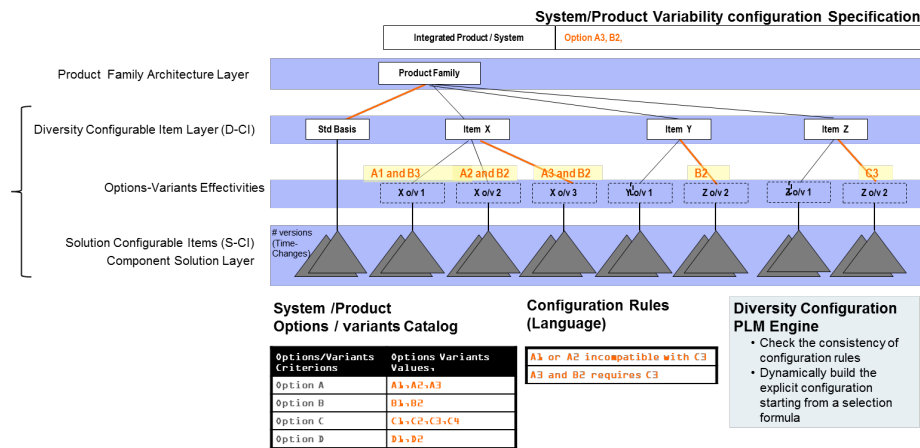 System/Product Variability configuration Specification
Integrated Product / System Option A3, B2,
Product Family Architecture Layer
Product Family
Diversity Configurable Item Layer (D-CI)
Std Basis Item X Item Y Item Z
A1 and B3 A2 and B2 A3 and B2 B2 C3
Options-Variants Effectivities
X o/v 1 X o/v 2 X o/v 3 Y o/v 1 Z o/v 2 Z o/v 1 Z o/v 2
Solution Configurable Items (S-CI)
Component Solution Layer
# versions
(Time-
Changes)
System /Product
Options / variants Catalog
Options/Variants Options Variants
Criterions Values,
Option A A1,A2,A3
Option B B1,B2
Option C C1,C2,C3,C4
Option D D1,D2
Configuration Rules
(Language)
A1 or A2 incompatible with C3
A3 and B2 requires C3
Diversity Configuration
PLM Engine
• Check the consistency of
configuration rules
• Dynamically build the
explicit configuration
starting from a selection
formula